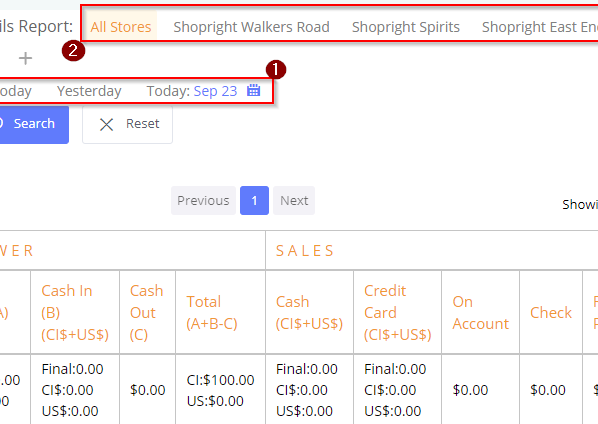 ils Report: All Stores Shopright Walkers Road Shopright Spirits Shopright East En
2
1
oday Yesterday Today: Sep 23
Search Reset
Previous 1 Next
Showi
WER SALES
A) Cash In (B) (CI$+US$) Cash Out (C) Total (A+B-C) Cash (CI$+US$) Credit Card (CI$+US$) On Account Check
.00 Final:0.00 $0.00 CI:$100.00 Final:0.00 Final:0.00 $0.00 $0.00
00 CI$:0.00 US:$0.00 CI$:0.00 CI$:0.00
US$:0.00 US$:0.00 US$:0.00